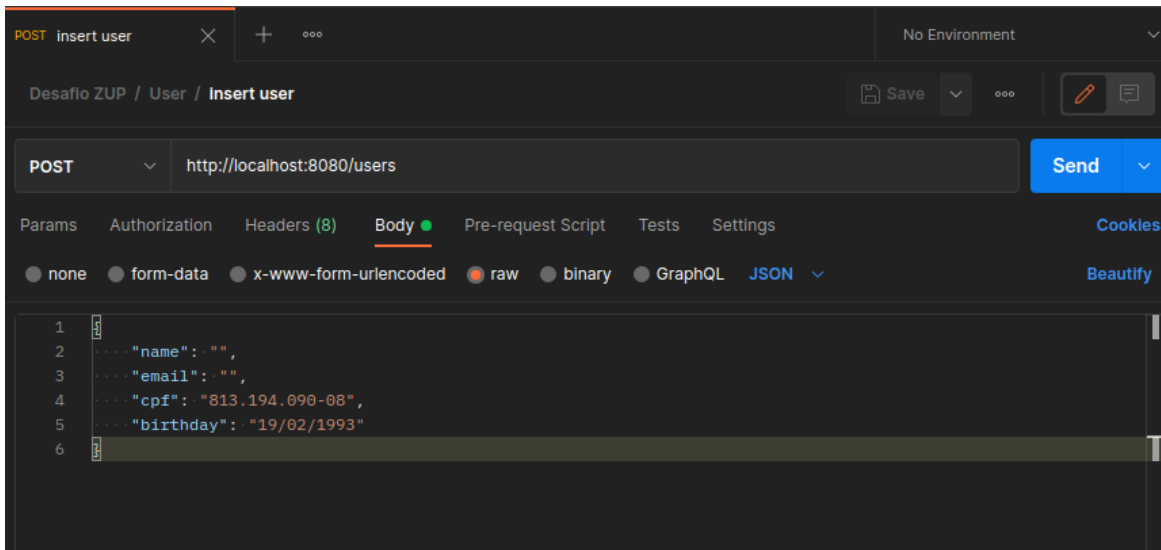 POST insert user
No Environment
Desafio ZUP / User / insert user
Save
POST http://localhost:8080/users Send
Params Authorization Headers (8) Body Pre-request Script Tests Settings Cookies
none form-data x-www-form-urlencoded raw binary GraphQL JSON Beautify
1 {
2 "name": "",
3 "email": "",
4 "cpf": "813.194.090-08",
5 "birthday": "19/02/1993"
6 }